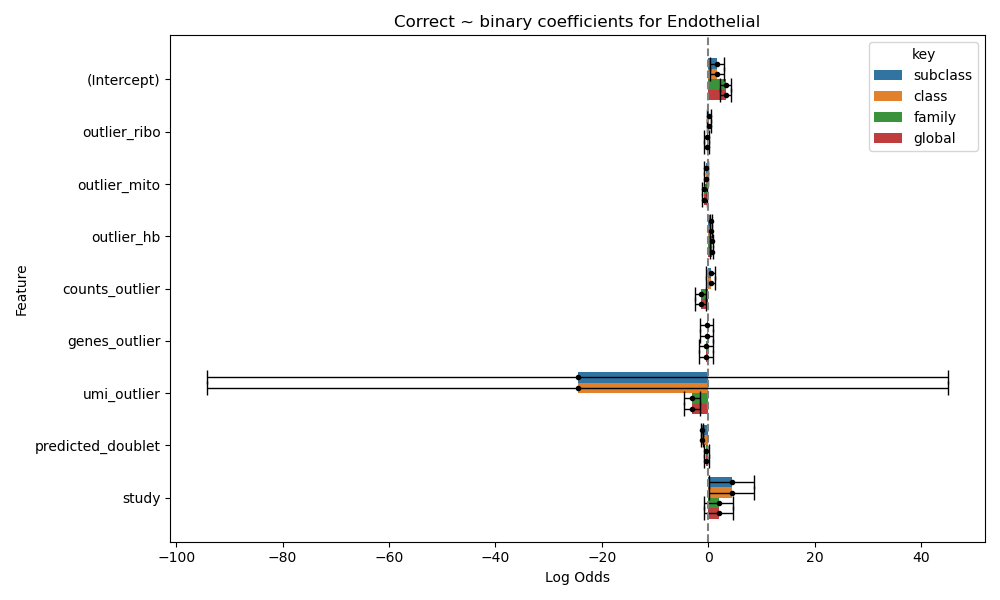 Correct ~ binary coefficients for Endothelial
key
subclass
class
family
global
Feature
(Intercept)
outlier_ribo
outlier_mito
outlier_hb
counts_outlier
genes_outlier
umi_outlier
predicted_doublet
study
−100 −80 −60 −40 −20 0 20 40
Log Odds